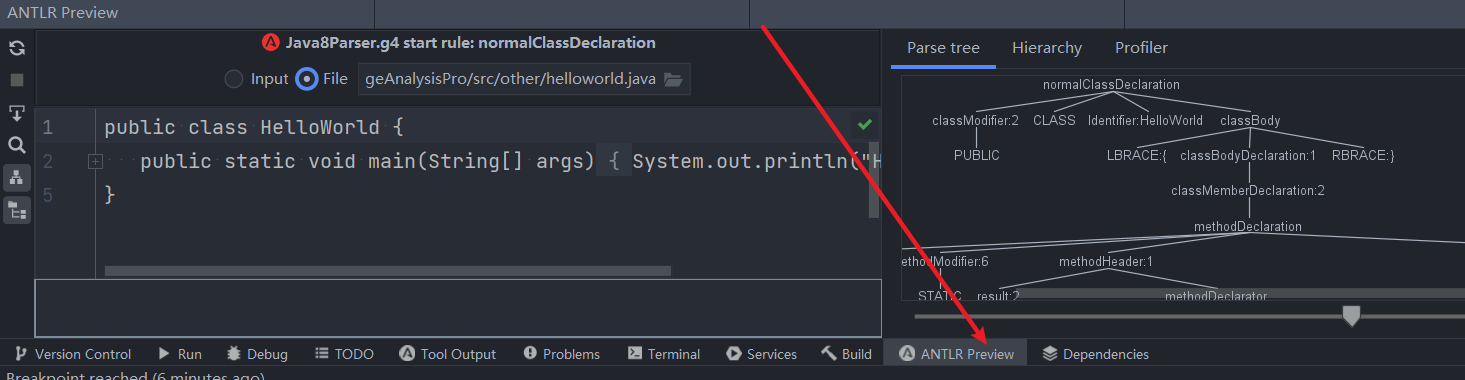 ANTLR Preview
Java8Parser.g4 start rule: normalClassDeclaration
Input File geAnalysisPro/src/other/helloworld.java
1 public class HelloWorld {
2 public static void main(String[] args) { System.out.println("H
5 }
Parse tree Hierarchy Profiler
normalClassDeclaration
classModifier:2 CLASS Identifier:HelloWorld classBody
PUBLIC LBRACE:{ classBodyDeclaration:1 RBRACE:}
classMemberDeclaration:2
methodDeclaration
ethodModifier:6 methodHeader:1
STATIC result:2 methodDeclarator
Version Control Run Debug TODO Tool Output Problems Terminal Services Build ANTLR Preview Dependencies
Breakpoint reached (6 minutes ago)